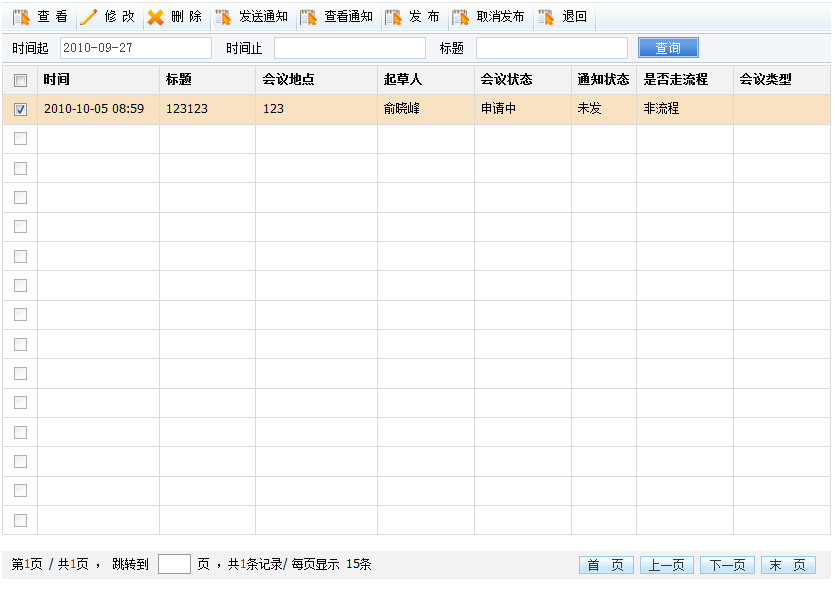 查 看 修 改 删 除 发送通知 查看通知 发 布 取消发布 退回
时间起 2010-09-27 时间止 标题 查询
时间 标题 会议地点 起草人 会议状态 通知状态 是否走流程 会议类型
2010-10-05 08:59 123123 123 俞晓峰 申请中 未发 非流程
第1页 / 共1页 ， 跳转到 页 ，共1条记录/ 每页显示 15条 首 页 上一页 下一页 末 页